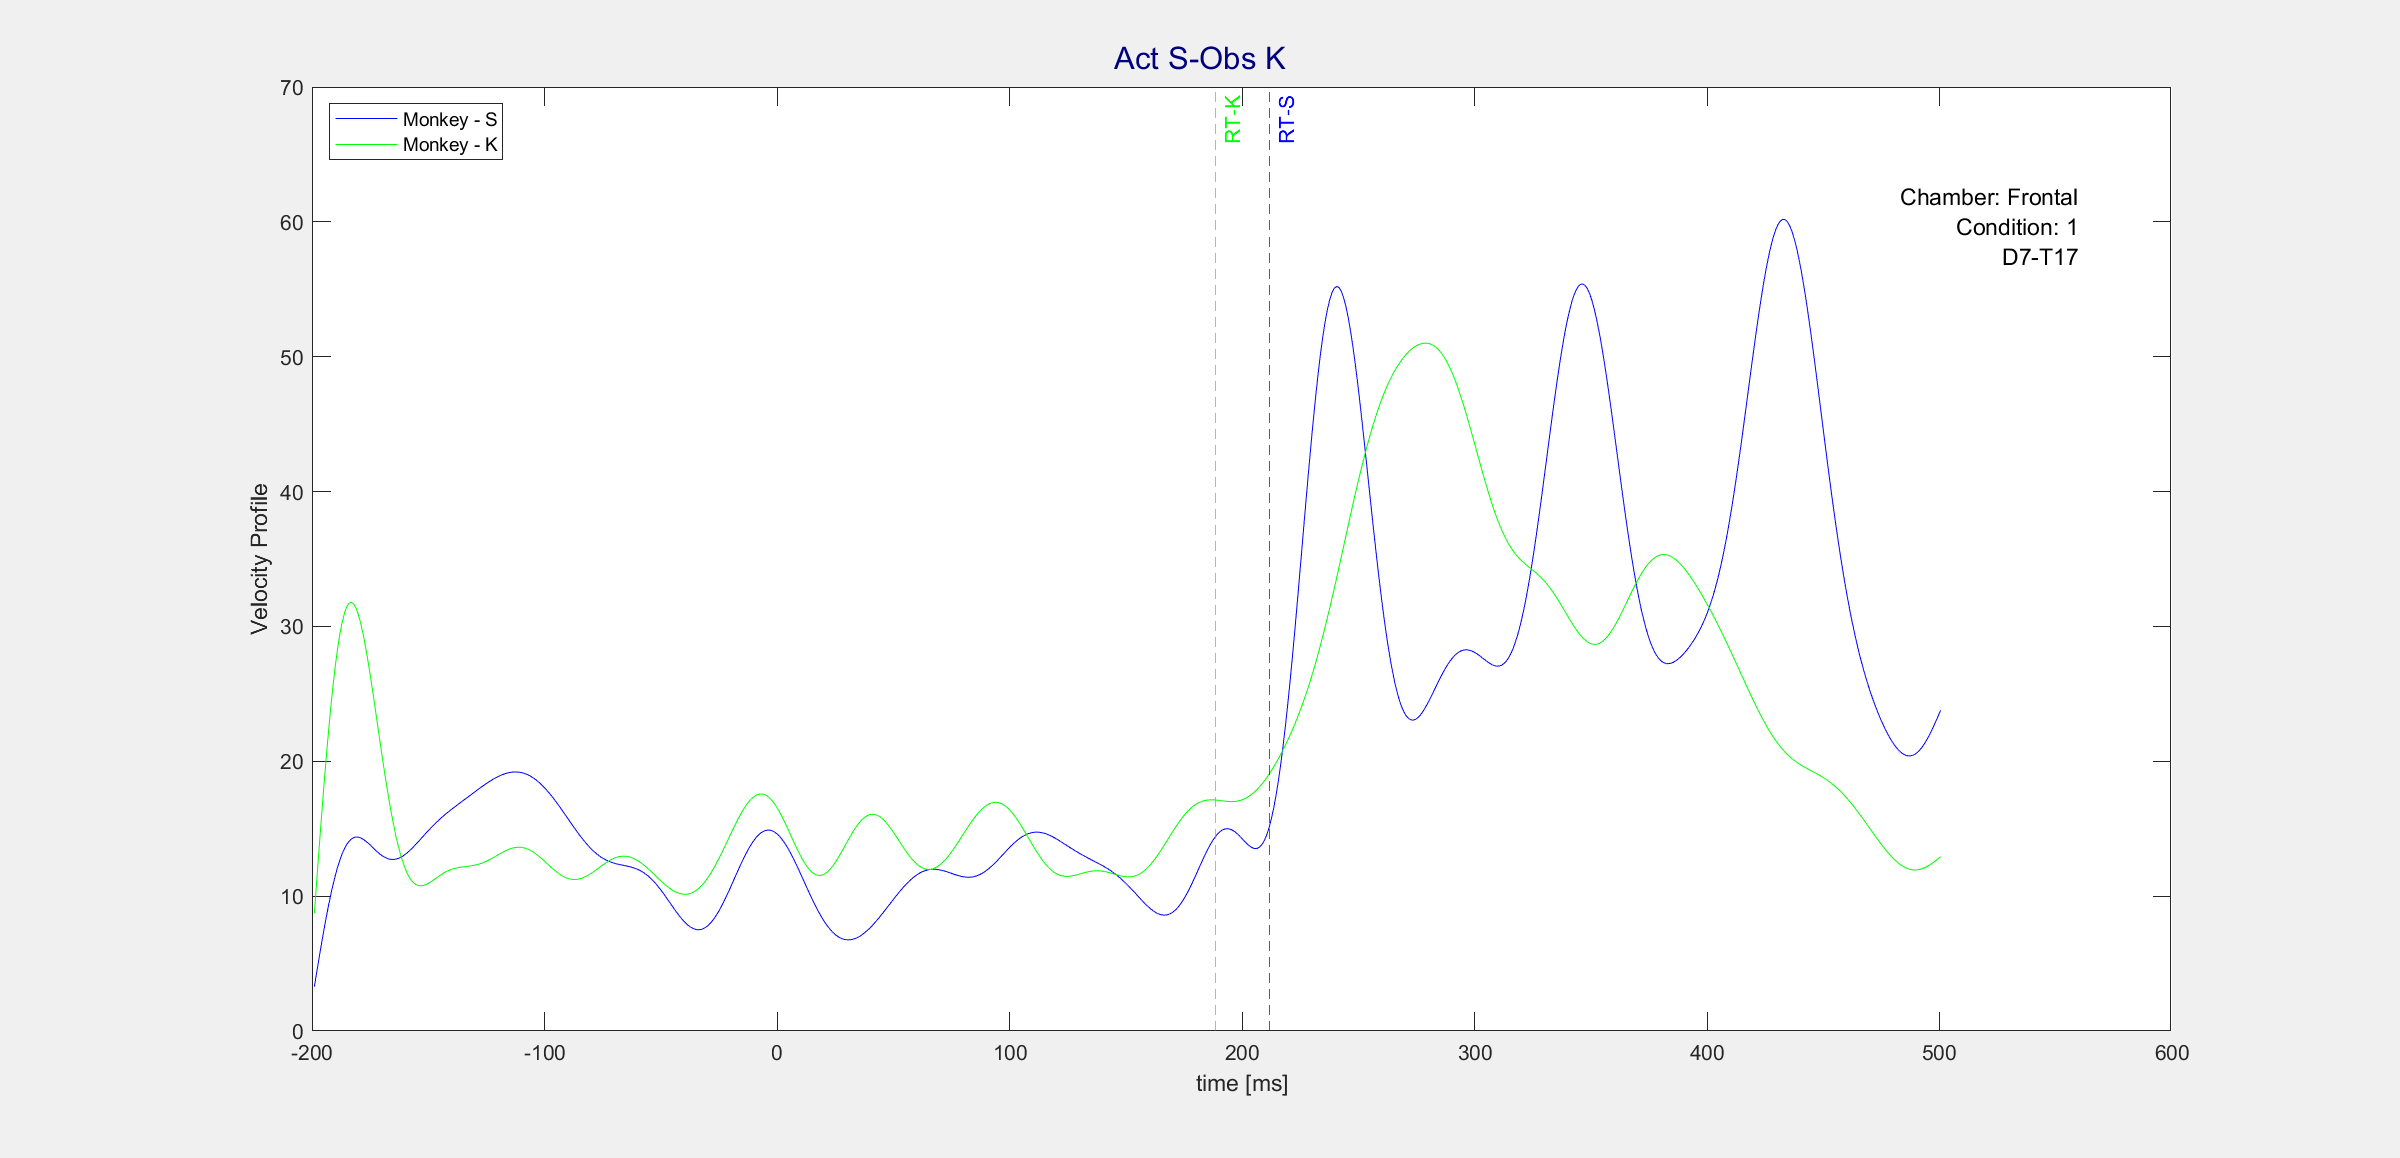 Act S-Obs K
70
60
50
40
30
20
10
0
Velocity Profile
Monkey - S
Monkey - K
RT-K
RT-S
Chamber: Frontal
Condition: 1
D7-T17
-200 -100 0 100 200 300 400 500 600
time [ms]